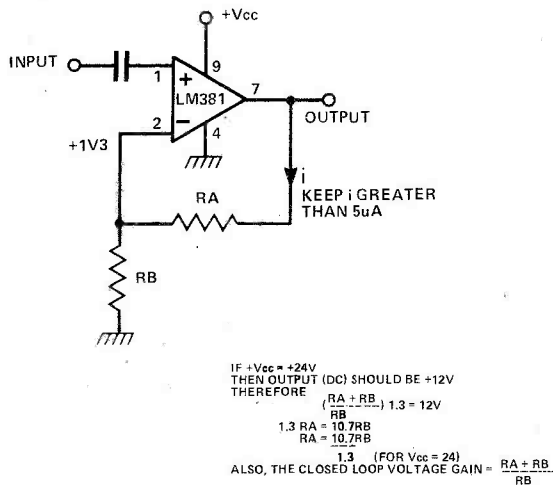 +Vcc
INPUT
1
+
9
LM381
7
2
−
4
OUTPUT
+1V3
i
KEEP i GREATER
THAN 5uA
RA
RB
IF +Vcc = +24V
THEN OUTPUT (DC) SHOULD BE +12V
THEREFORE
(RA + RB
RB) 1.3 = 12V
1.3 RA = 10.7RB
RA = 10.7RB
1.3 (FOR Vcc = 24)
ALSO, THE CLOSED LOOP VOLTAGE GAIN = RA + RB
RB